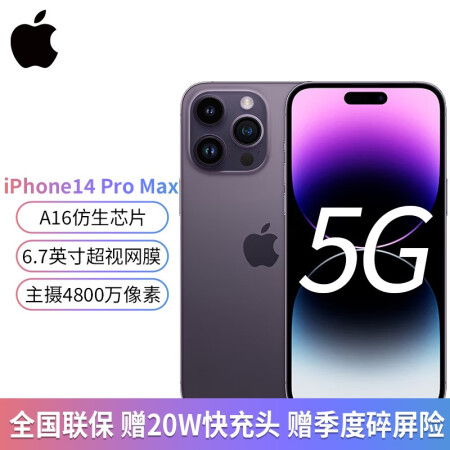 iPhone14 Pro Max
A16仿生芯片
6.7英寸超视网膜
主摄4800万像素
5G
全国联保 赠20W快充头 赠季度碎屏险